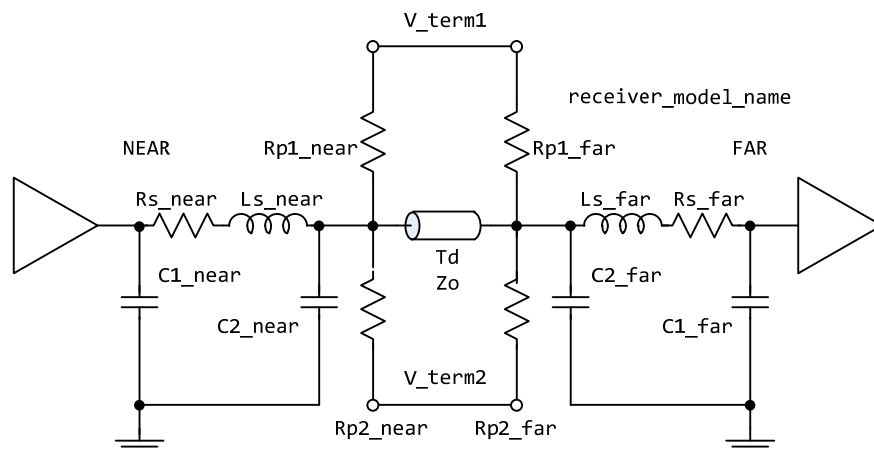 V_term1
receiver_model_name
NEAR
Rp1_near
Rp1_far
FAR
Rs_near
Ls_near
Ls_far
Rs_far
Td
Zo
C1_near
C2_far
C2_near
C1_far
V_term2
Rp2_near
Rp2_far